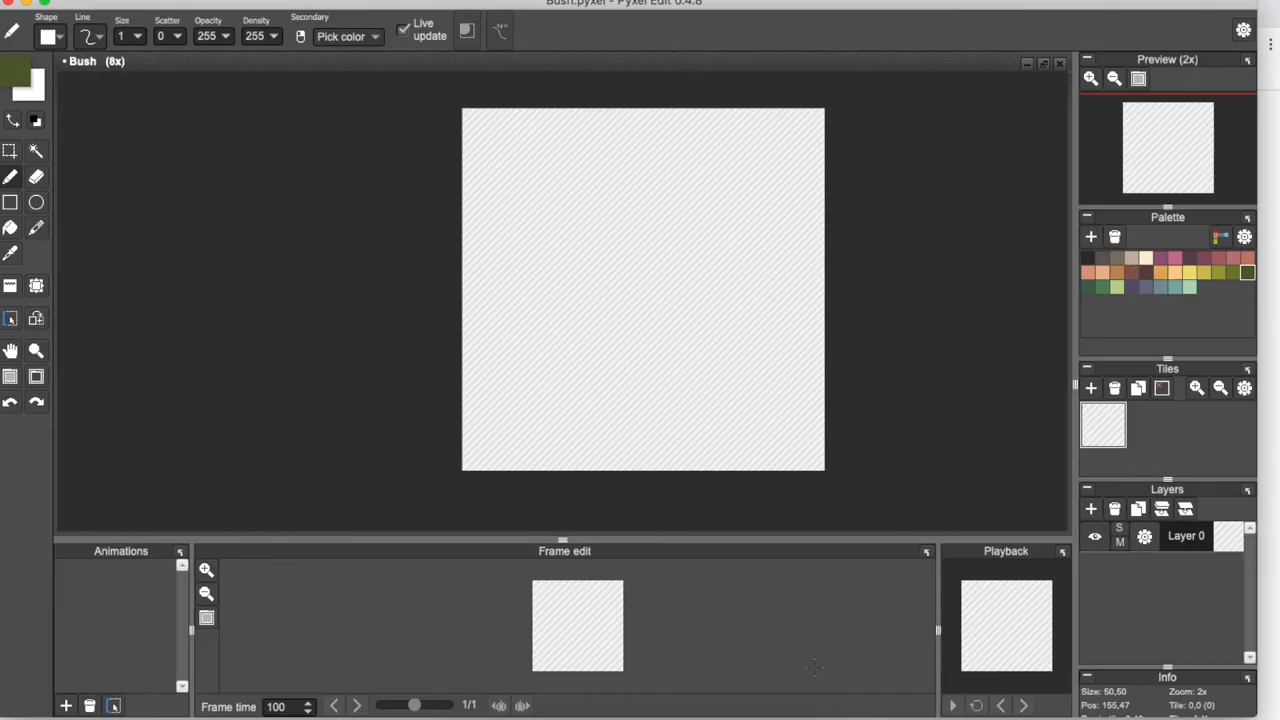 Bush.pyxel - Pyxel Edit 0.4.8
Shape Line Size Scatter Opacity Density Secondary
1 0 255 255 Pick color Live update
• Bush (8x)
Preview (2x)
Palette
Tiles
Layers
S
M
Layer 0
Animations
Frame edit
Playback
Frame time 100 1/1
Info
Size: 50,50 Zoom: 2x
Pos: 155,47 Tile: 0,0 (0)